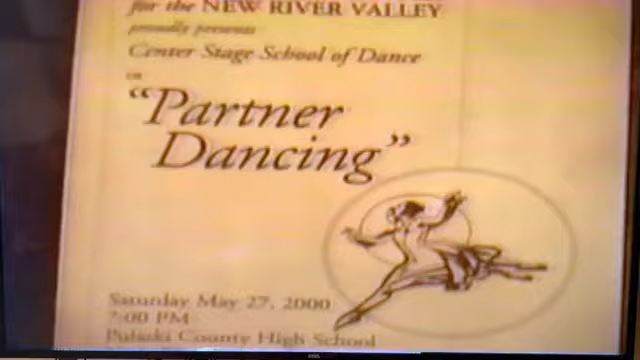 for the NEW RIVER VALLEY
proudly presents
Center Stage School of Dance
in
"Partner
Dancing"
Saturday May 27, 2000
7:00 PM
Pulaski County High School